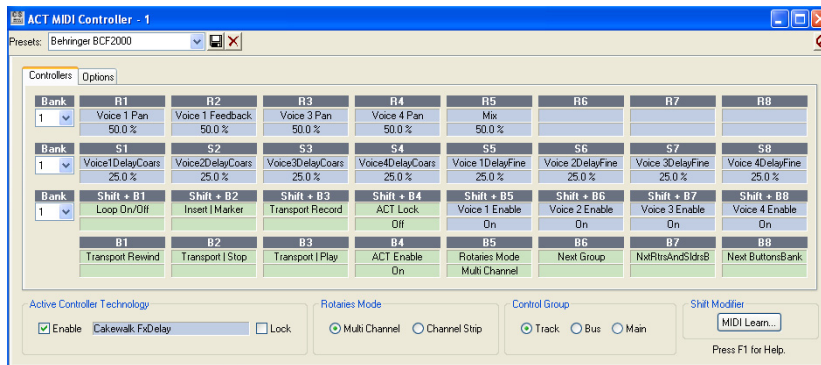 ACT MIDI Controller - 1
Presets: Behringer BCF2000
Controllers Options
Bank R1 R2 R3 R4 R5 R6 R7 R8
1 Voice 1 Pan Voice 1 Feedback Voice 3 Pan Voice 4 Pan Mix
50.0 % 50.0 % 50.0 % 50.0 % 50.0 %
Bank S1 S2 S3 S4 S5 S6 S7 S8
1 Voice1DelayCoars Voice2DelayCoars Voice3DelayCoars Voice4DelayCoars Voice 1DelayFine Voice 2DelayFine Voice 3DelayFine Voice 4DelayFine
25.0 % 25.0 % 25.0 % 25.0 % 25.0 % 25.0 % 25.0 % 25.0 %
Bank Shift + B1 Shift + B2 Shift + B3 Shift + B4 Shift + B5 Shift + B6 Shift + B7 Shift + B8
1 Loop On/Off Insert | Marker Transport Record ACT Lock Voice 1 Enable Voice 2 Enable Voice 3 Enable Voice 4 Enable
Off On On On On
B1 B2 B3 B4 B5 B6 B7 B8
Transport Rewind Transport | Stop Transport | Play ACT Enable Rotaries Mode Next Group NxtRtrsAndSldrsB Next ButtonsBank
On Multi Channel
Active Controller Technology Rotaries Mode Control Group Shift Modifier
Enable Cakewalk FxDelay Lock Multi Channel Channel Strip Track Bus Main MIDI Learn...
Press F1 for Help.